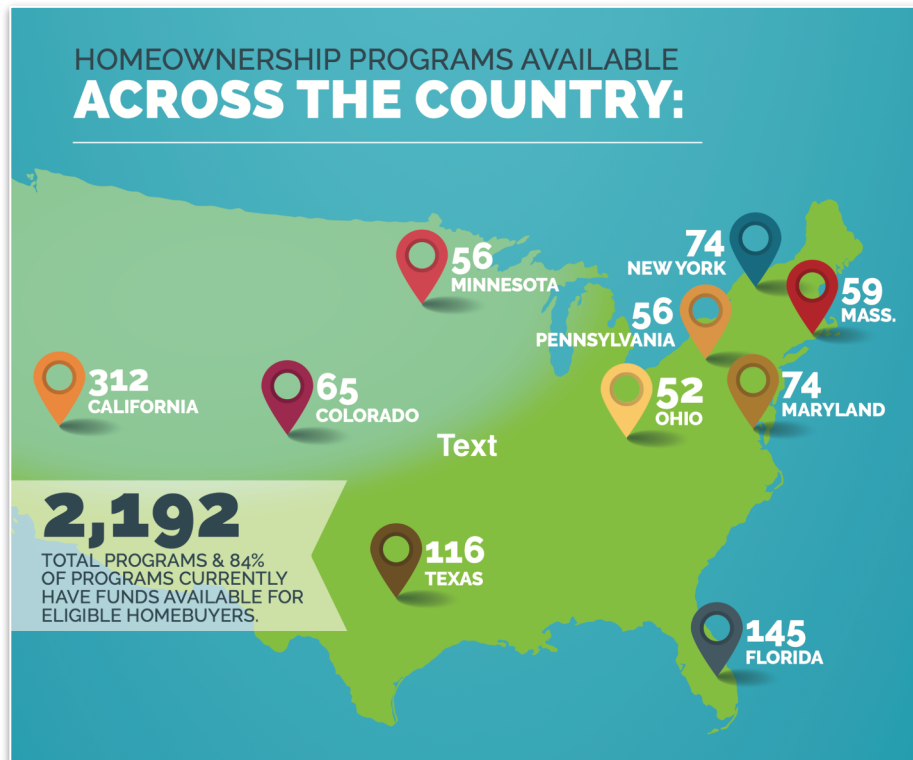 HOMEOWNERSHIP PROGRAMS AVAILABLE
ACROSS THE COUNTRY:
56
MINNESOTA
74
NEW YORK
59
MASS.
56
PENNSYLVANIA
312
CALIFORNIA
65
COLORADO
52
OHIO
74
MARYLAND
Text
2,192
TOTAL PROGRAMS & 84%
OF PROGRAMS CURRENTLY
HAVE FUNDS AVAILABLE FOR
ELIGIBLE HOMEBUYERS.
116
TEXAS
145
FLORIDA